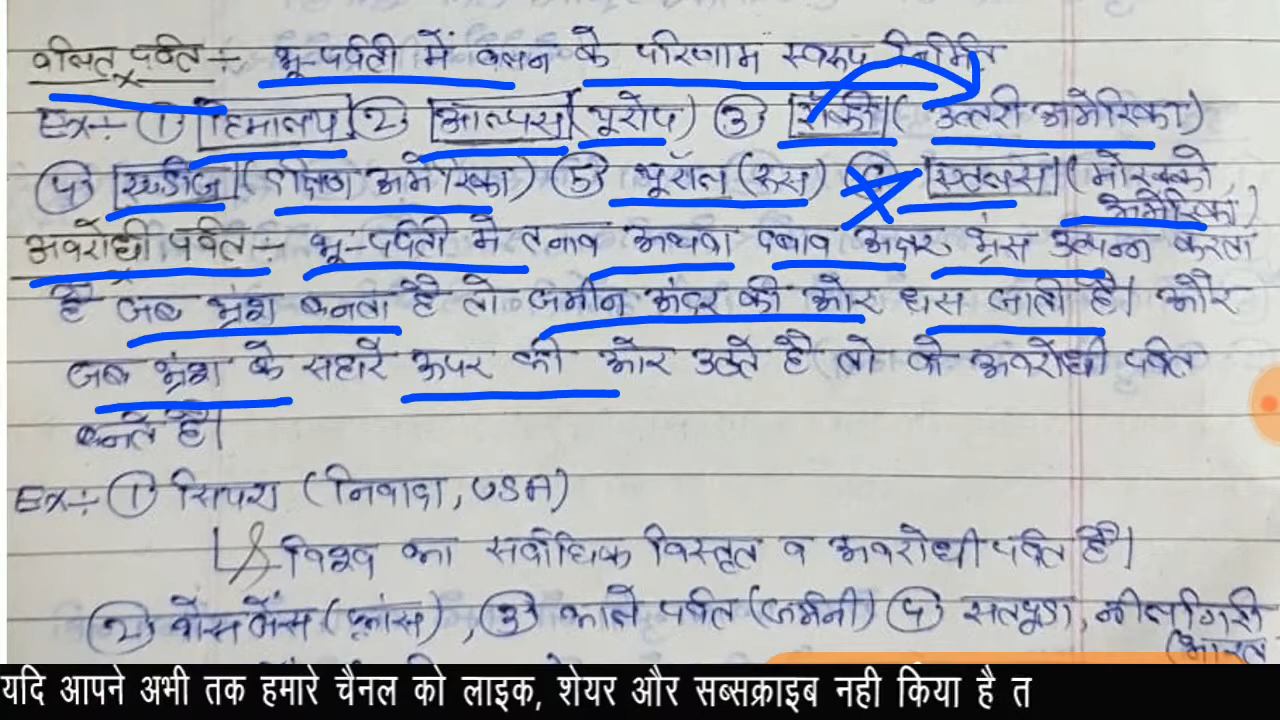 वलित पर्वत :- भू-पर्पटी में वलन के परिणाम स्वरूप निर्मित
Ex:- ① हिमालय ② आल्पस (यूरोप) ③ रॉकी (उत्तरी अमेरिका)
④ एण्डीज (दक्षिण अमेरिका) ⑤ यूरॉल (रूस) ⑥ एटलस (मोरक्को
अमेरिका)
अवरोधी पर्वत :- भू-पर्पटी में तनाव अथवा दबाव अक्सर भ्रंस उत्पन्न करता
है जब भ्रंश बनता है तो जमीन अंदर की ओर धस जाती है। और
जब भ्रंश के सहारे ऊपर की ओर उठते है तो वे अवरोधी पर्वत
बनते है।
Ex:- ① सियरा (निवादा, USA)
विश्व का सर्वाधिक विस्तृत व अवरोधी पर्वत है।
② वॉसजेंस (फ्रांस), ③ काले पर्वत (जर्मनी) ④ सतपूडा, नीलगिरी
(भारत
यदि आपने अभी तक हमारे चैनल को लाइक, शेयर और सब्सक्राइब नही किया है त